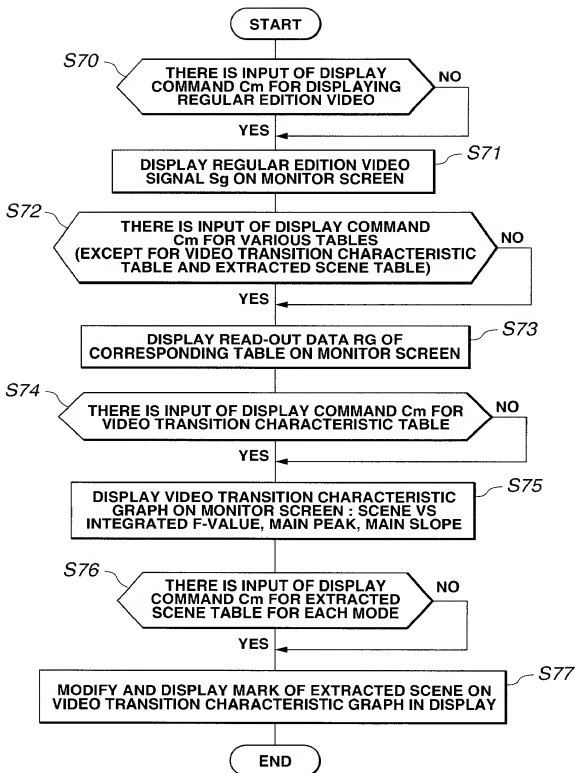 START
S70
THERE IS INPUT OF DISPLAY
COMMAND Cm FOR DISPLAYING
REGULAR EDITION VIDEO
NO
YES
S71
DISPLAY REGULAR EDITION VIDEO
SIGNAL Sg ON MONITOR SCREEN
S72
THERE IS INPUT OF DISPLAY COMMAND
Cm FOR VARIOUS TABLES
(EXCEPT FOR VIDEO TRANSITION CHARACTERISTIC
TABLE AND EXTRACTED SCENE TABLE)
NO
YES
S73
DISPLAY READ-OUT DATA RG OF
CORRESPONDING TABLE ON MONITOR SCREEN
S74
THERE IS INPUT OF DISPLAY COMMAND Cm FOR
VIDEO TRANSITION CHARACTERISTIC TABLE
NO
YES
S75
DISPLAY VIDEO TRANSITION CHARACTERISTIC
GRAPH ON MONITOR SCREEN : SCENE VS
INTEGRATED F-VALUE, MAIN PEAK, MAIN SLOPE
S76
THERE IS INPUT OF DISPLAY
COMMAND Cm FOR EXTRACTED
SCENE TABLE FOR EACH MODE
NO
YES
S77
MODIFY AND DISPLAY MARK OF EXTRACTED SCENE ON
VIDEO TRANSITION CHARACTERISTIC GRAPH IN DISPLAY
END